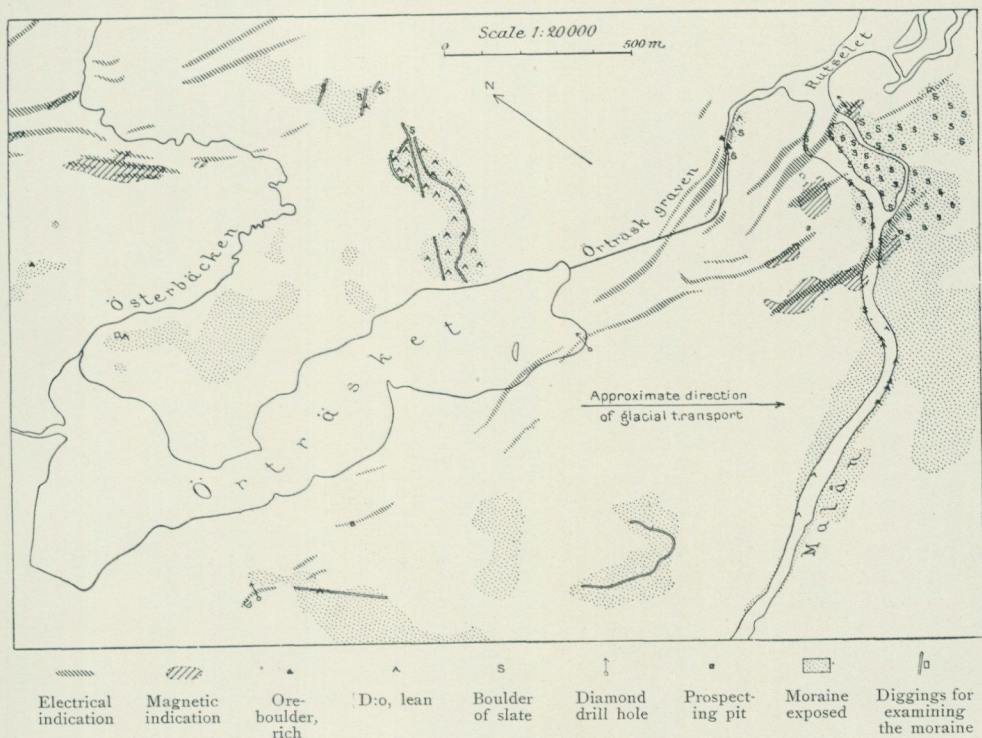 Scale 1:20000
0 500 m.
N
Rutselet
Örträsk graven
Österbäcken
Örträsket
Approximate direction
of glacial transport
Malån
Electrical
indication
Magnetic
indication
Ore-
boulder,
rich
D:o, lean
Boulder
of slate
Diamond
drill hole
Prospect-
ing pit
Moraine
exposed
Diggings for
examining
the moraine